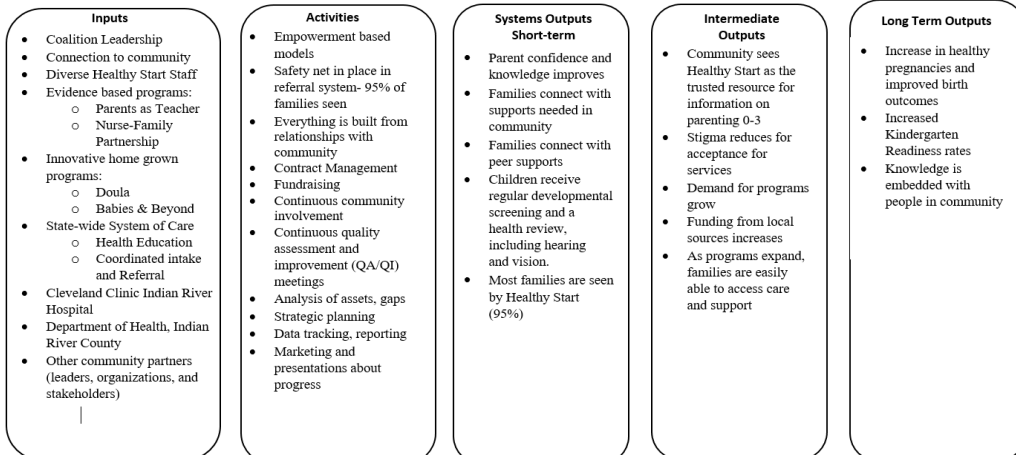 Inputs
• Coalition Leadership
• Connection to community
• Diverse Healthy Start Staff
• Evidence based programs:
o Parents as Teacher
o Nurse-Family
Partnership
• Innovative home grown
programs:
o Doula
o Babies & Beyond
• State-wide System of Care
o Health Education
o Coordinated intake
and Referral
• Cleveland Clinic Indian River
Hospital
• Department of Health, Indian
River County
• Other community partners
(leaders, organizations, and
stakeholders)
Activities
• Empowerment based
models
• Safety net in place in
referral system- 95% of
families seen
• Everything is built from
relationships with
community
• Contract Management
• Fundraising
• Continuous community
involvement
• Continuous quality
assessment and
improvement (QA/QI)
meetings
• Analysis of assets, gaps
• Strategic planning
• Data tracking, reporting
• Marketing and
presentations about
progress
Systems Outputs
Short-term
• Parent confidence and
knowledge improves
• Families connect with
supports needed in
community
• Families connect with
peer supports
• Children receive
regular developmental
screening and a
health review,
including hearing
and vision.
• Most families are seen
by Healthy Start
(95%)
Intermediate
Outputs
• Community sees
Healthy Start as the
trusted resource for
information on
parenting 0-3
• Stigma reduces for
acceptance for
services
• Demand for programs
grow
• Funding from local
sources increases
• As programs expand,
families are easily
able to access care
and support
Long Term Outputs
• Increase in healthy
pregnancies and
improved birth
outcomes
• Increased
Kindergarten
Readiness rates
• Knowledge is
embedded with
people in community